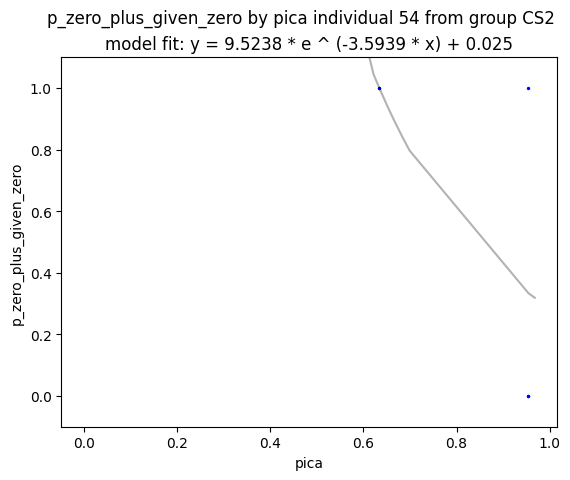 p_zero_plus_given_zero by pica individual 54 from group CS2
model fit: y = 9.5238 * e ^ (-3.5939 * x) + 0.025
1.0
0.8
0.6
0.4
0.2
0.0
p_zero_plus_given_zero
0.0 0.2 0.4 0.6 0.8 1.0
pica